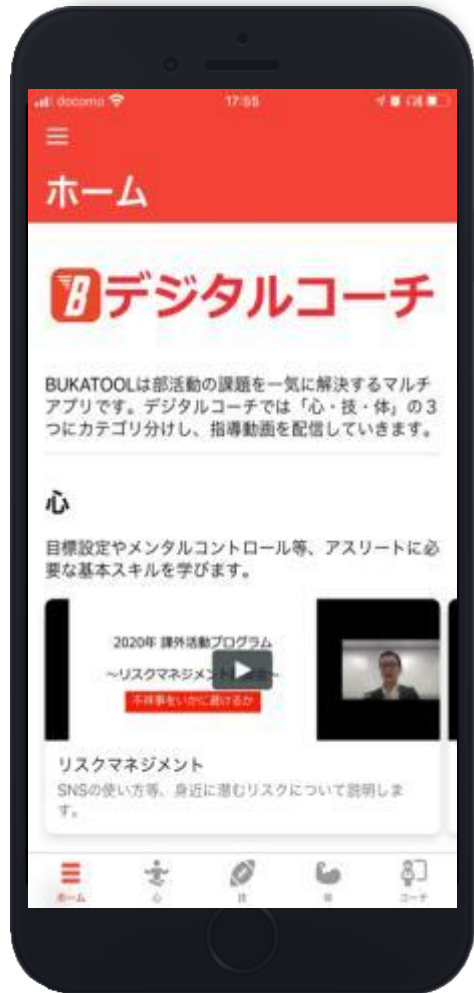 docomo
17:55
ホーム
B デジタルコーチ
BUKATOOLは部活動の課題を一気に解決するマルチ
アプリです。デジタルコーチでは「心・技・体」の3
つにカテゴリ分けし、指導動画を配信していきます。
心
目標設定やメンタルコントロール等、アスリートに必
要な基本スキルを学びます。
2020年 課外活動プログラム
～リスクマネジメント
不祥事をいかに避けるか
リスクマネジメント
SNSの使い方等、身近に潜むリスクについて説明しま
す。
ホーム
心
技
体
コーチ